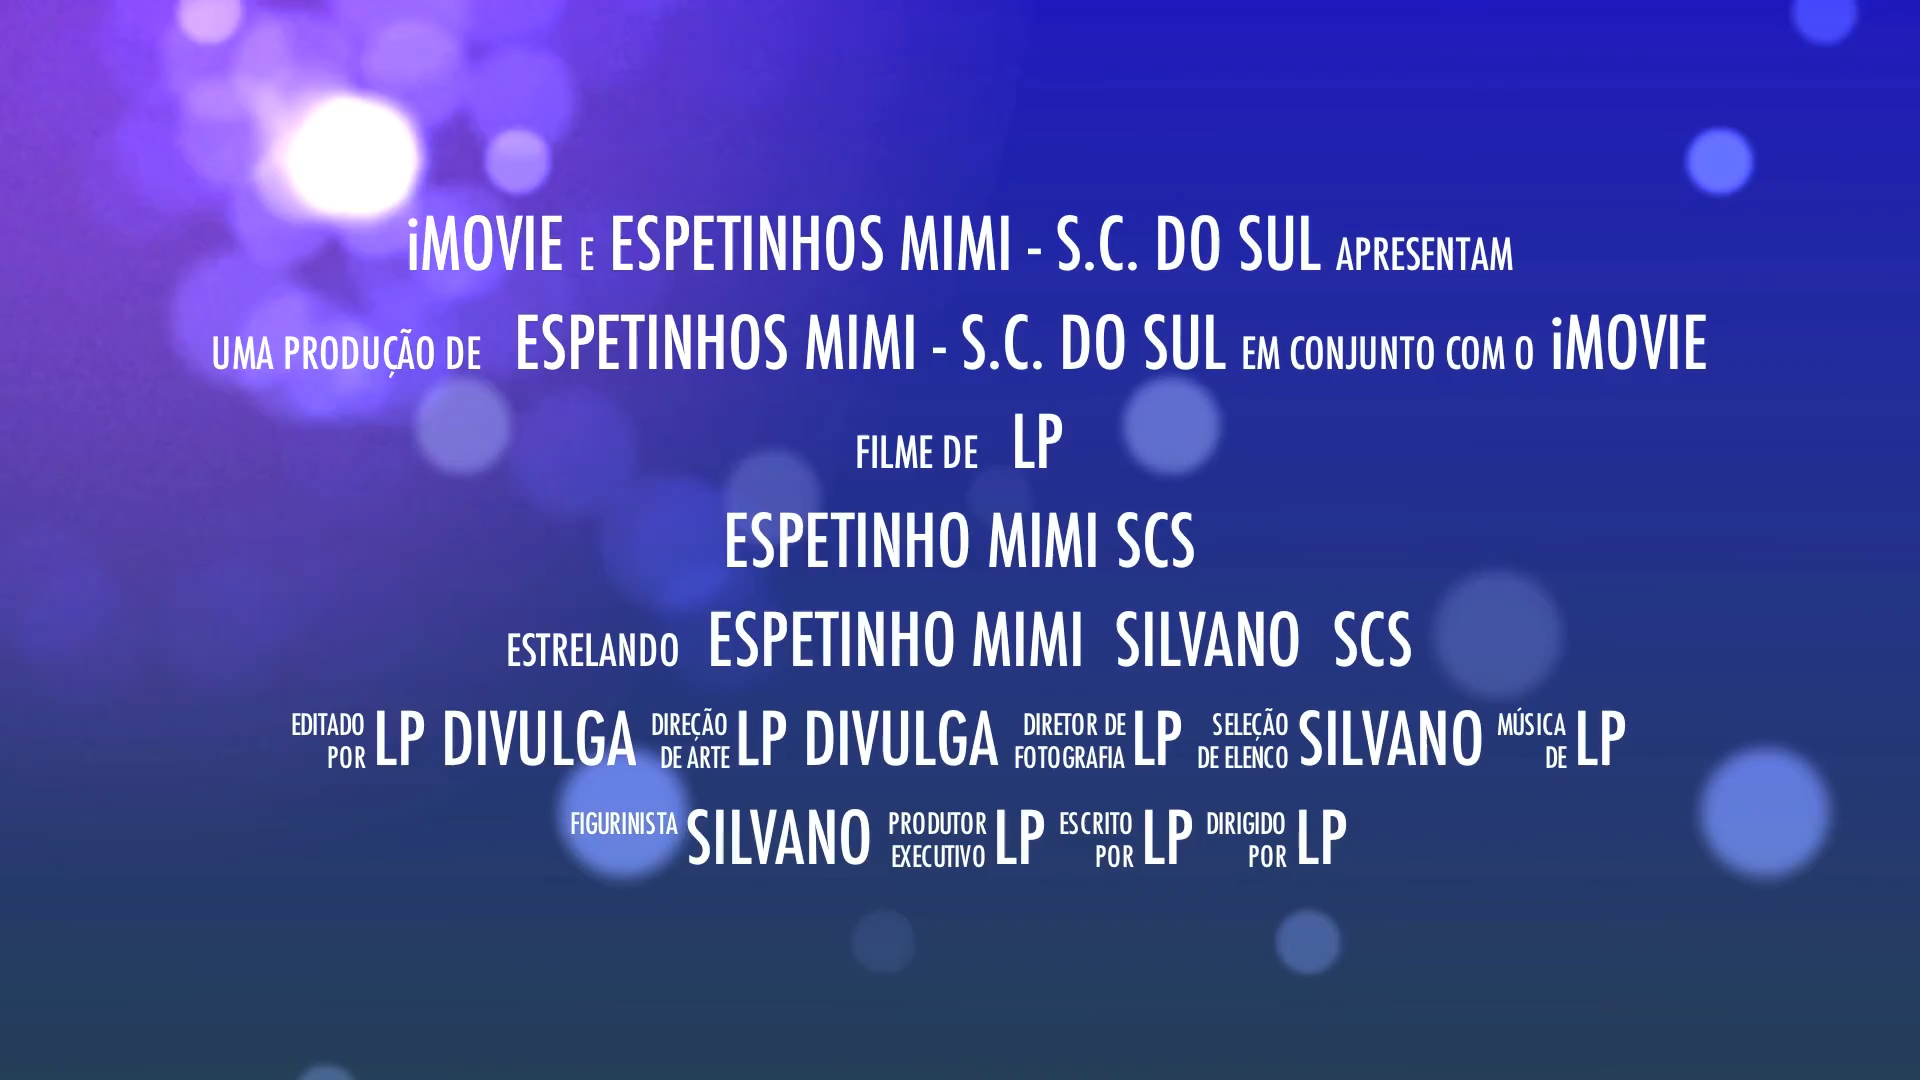 iMOVIE E ESPETINHOS MIMI - S.C. DO SUL APRESENTAM
UMA PRODUÇÃO DE ESPETINHOS MIMI - S.C. DO SUL EM CONJUNTO COM O iMOVIE
FILME DE LP
ESPETINHO MIMI SCS
ESTRELANDO ESPETINHO MIMI SILVANO SCS
EDITADO POR LP DIVULGA DIREÇÃO DE ARTE LP DIVULGA DIRETOR DE FOTOGRAFIA LP SELEÇÃO DE ELENCO SILVANO MÚSICA DE LP
FIGURINISTA SILVANO PRODUTOR EXECUTIVO LP ESCRITO POR LP DIRIGIDO POR LP